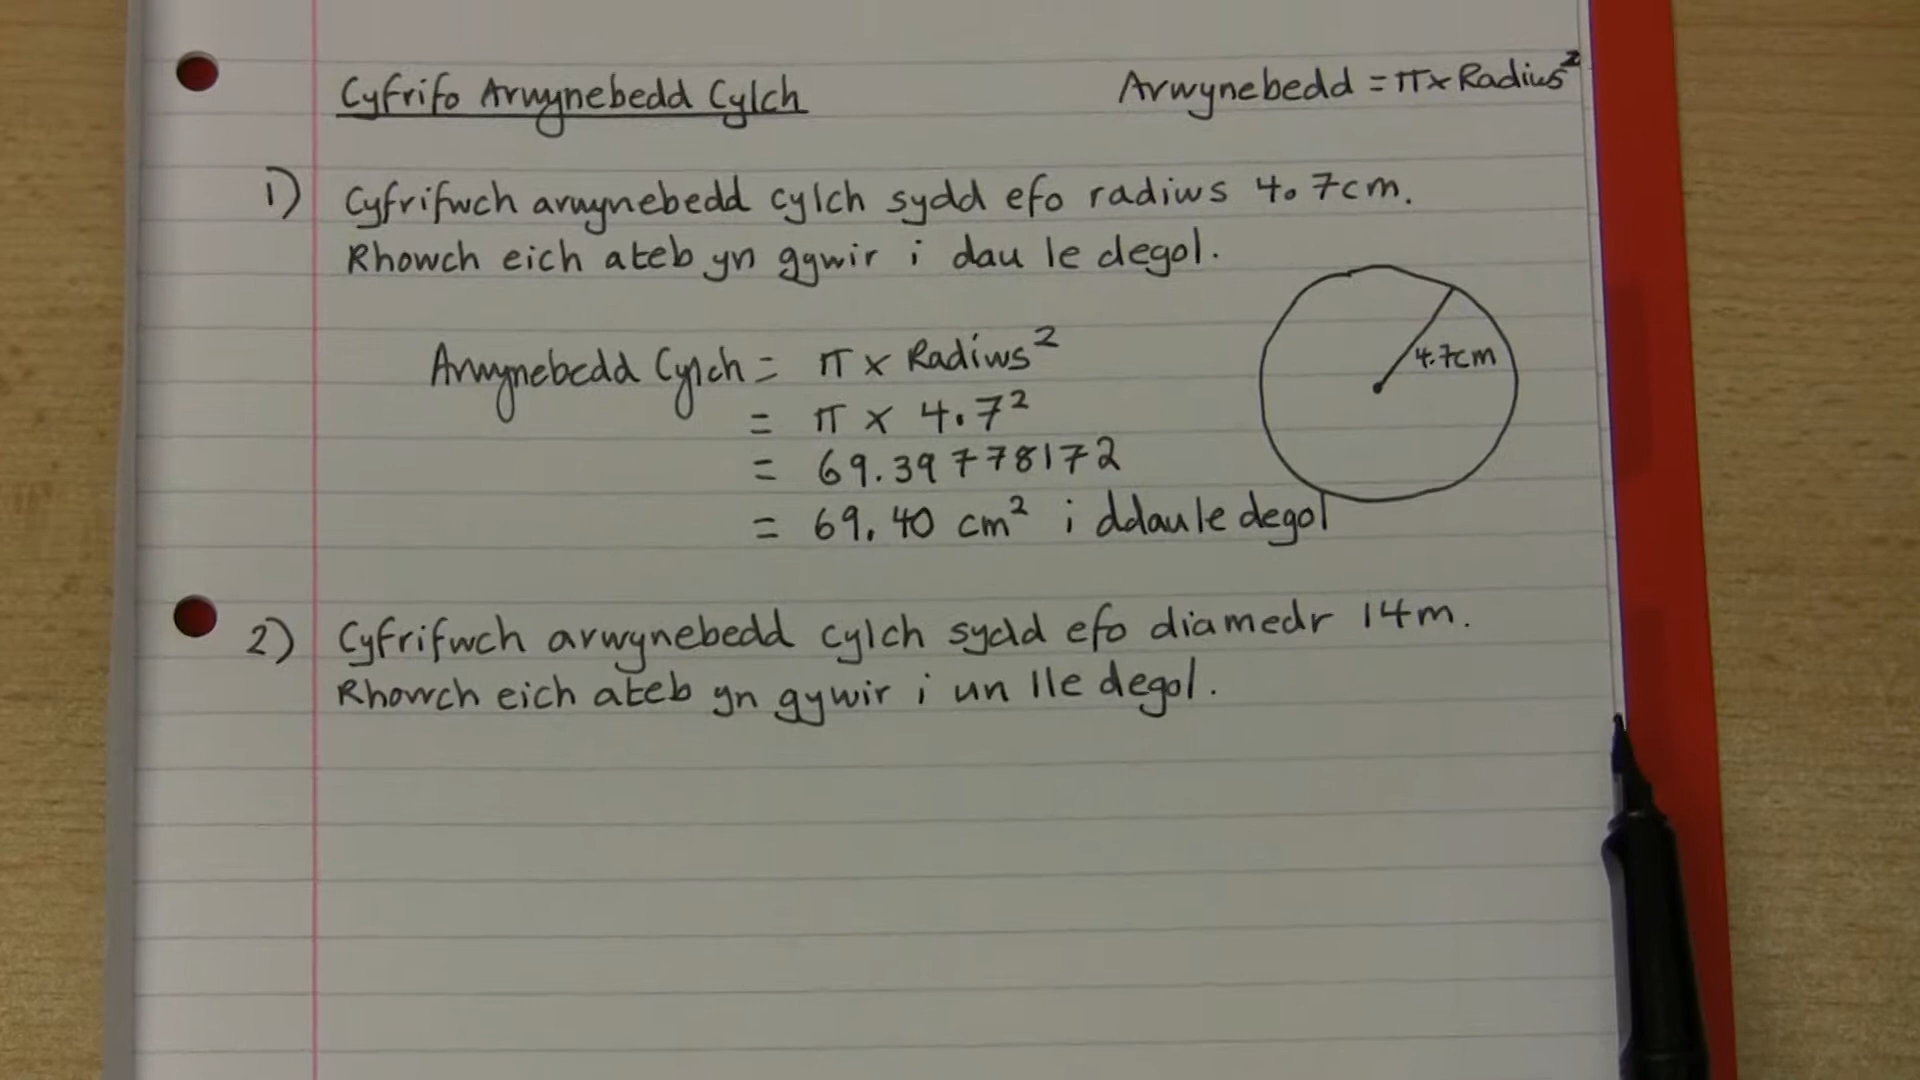 Cyfrifo Arwynebedd Cylch
Arwynebedd = π x Radius²
1) Cyfrifwch arwynebedd cylch sydd efo radiws 4.7cm.
Rhowch eich ateb yn gywir i dau le degol.
4.7cm
Arwynebedd Cylch = π x Radiws²
= π x 4.7²
= 69.39778172
= 69.40 cm² i ddau le degol
2) Cyfrifwch arwynebedd cylch sydd efo diamedr 14m.
Rhowch eich ateb yn gywir i un lle degol.